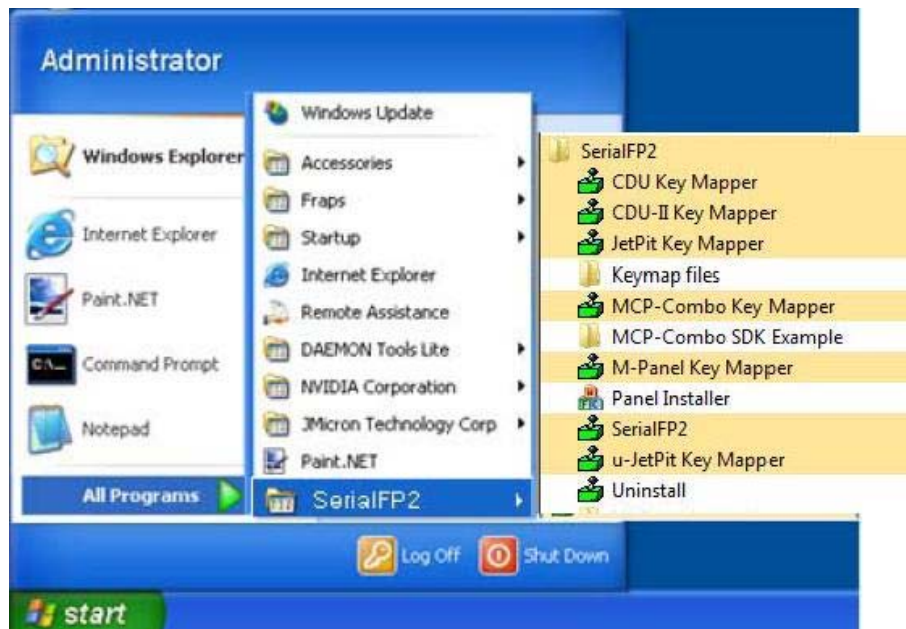 Administrator
Windows Explorer
Internet Explorer
Paint.NET
C:\_
Command Prompt
Notepad
All Programs
Windows Update
Accessories
Fraps
Startup
Internet Explorer
Remote Assistance
DAEMON Tools Lite
NVIDIA Corporation
JMicron Technology Corp
Paint.NET
SerialFP2
SerialFP2
CDU Key Mapper
CDU-II Key Mapper
JetPit Key Mapper
Keymap files
MCP-Combo Key Mapper
MCP-Combo SDK Example
M-Panel Key Mapper
Panel Installer
SerialFP2
u-JetPit Key Mapper
Uninstall
Log Off
Shut Down
start